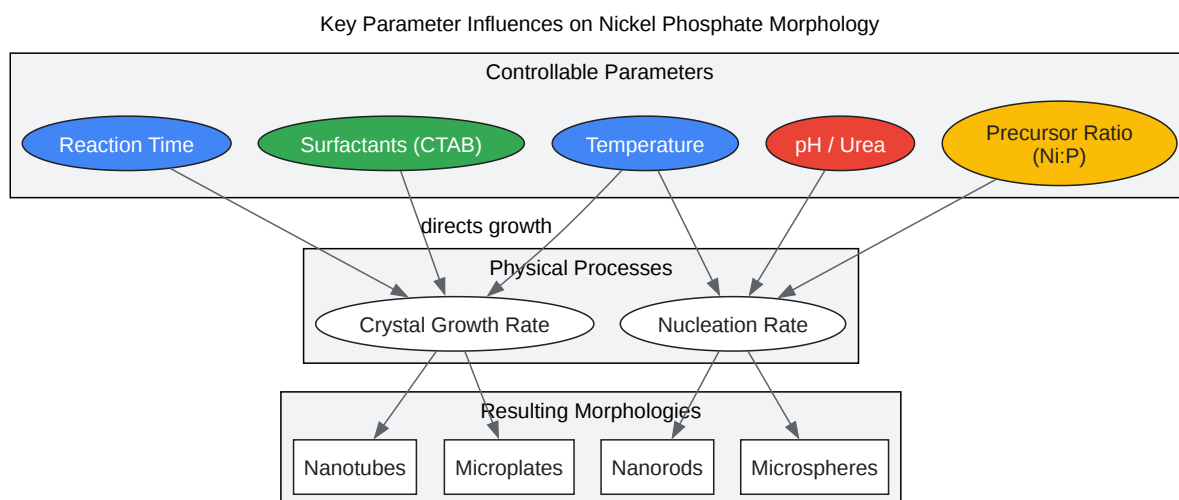 Key Parameter Influences on Nickel Phosphate Morphology
Controllable Parameters
Reaction Time
Surfactants (CTAB)
Temperature
pH / Urea
Precursor Ratio
(Ni:P)
directs growth
Physical Processes
Crystal Growth Rate
Nucleation Rate
Resulting Morphologies
Nanotubes
Microplates
Nanorods
Microspheres